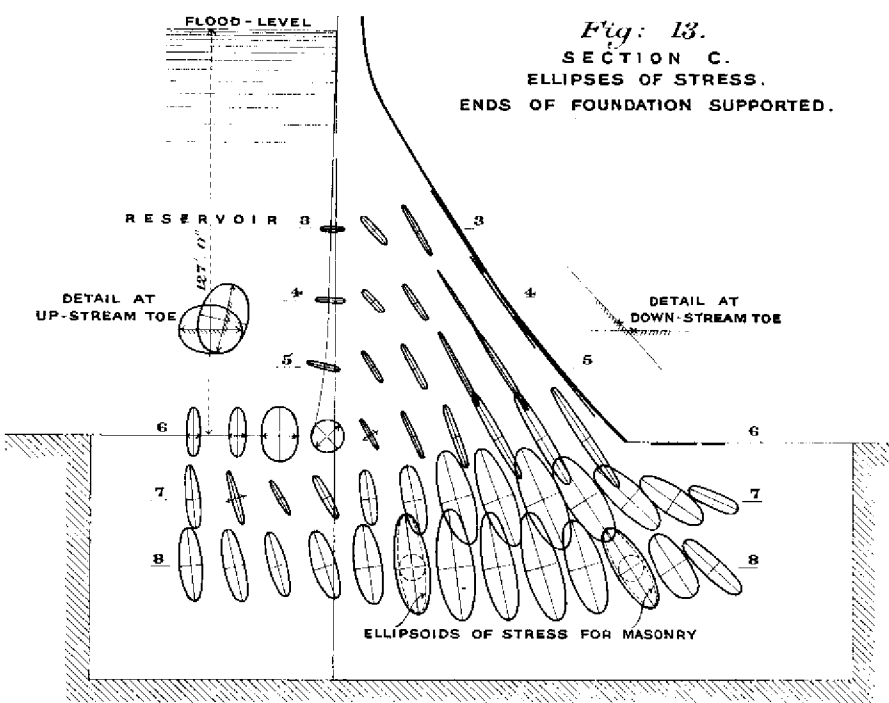 FLOOD-LEVEL
Fig: 13.
SECTION C.
ELLIPSES OF STRESS.
ENDS OF FOUNDATION SUPPORTED.
RESERVOIR 3
3
127' 0"
4
4
DETAIL AT
UP-STREAM TOE
DETAIL AT
DOWN-STREAM TOE
5
5
6
6
7
7
8
8
ELLIPSOIDS OF STRESS FOR MASONRY